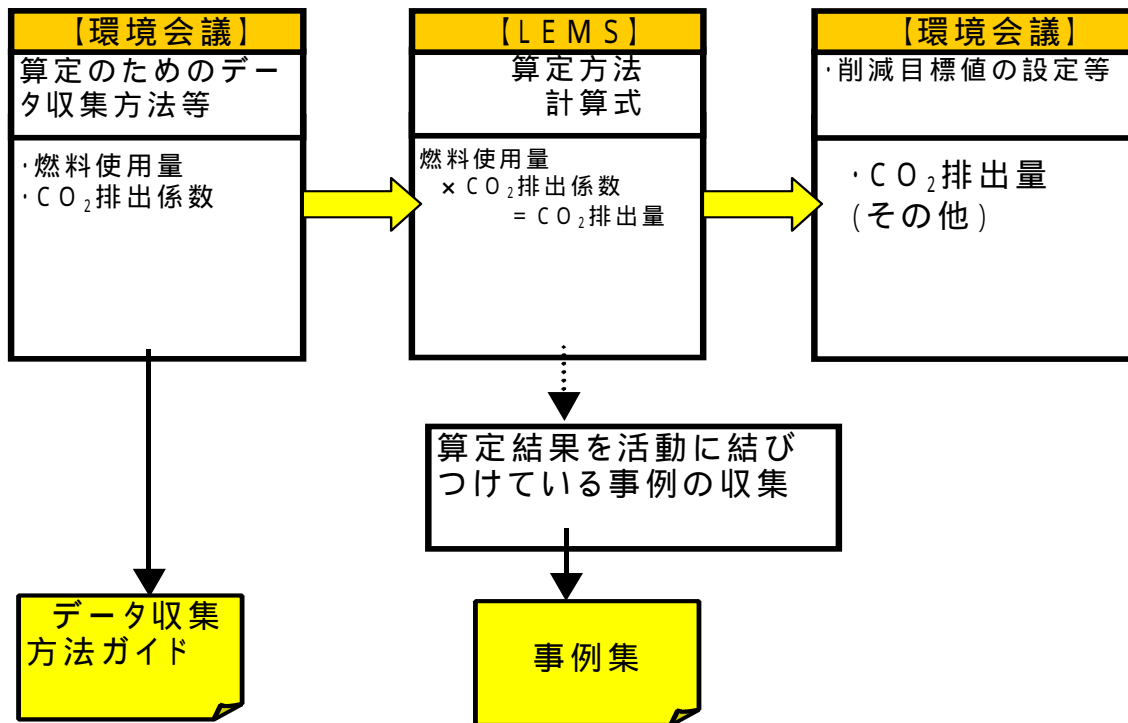 【環境会議】
算定のためのデー
タ収集方法等
・燃料使用量
・CO₂排出係数
【LEMS】
算定方法
計算式
燃料使用量
×CO₂排出係数
=CO₂排出量
【環境会議】
・削減目標値の設定等
・CO₂排出量
(その他)
算定結果を活動に結び
つけている事例の収集
データ収集
方法ガイド
事例集